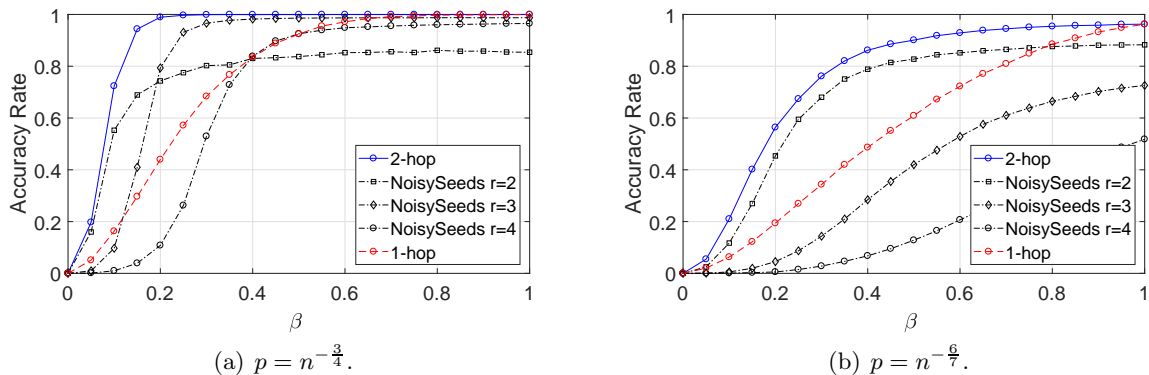 Accuracy Rate
1
0.8
0.6
0.4
0.2
0
0 0.2 0.4 0.6 0.8 1
β
2-hop
NoisySeeds r=2
NoisySeeds r=3
NoisySeeds r=4
1-hop
(a) p = n^{-\frac{3}{4}}.
Accuracy Rate
1
0.8
0.6
0.4
0.2
0
0 0.2 0.4 0.6 0.8 1
β
2-hop
NoisySeeds r=2
NoisySeeds r=3
NoisySeeds r=4
1-hop
(b) p = n^{-\frac{6}{7}}.